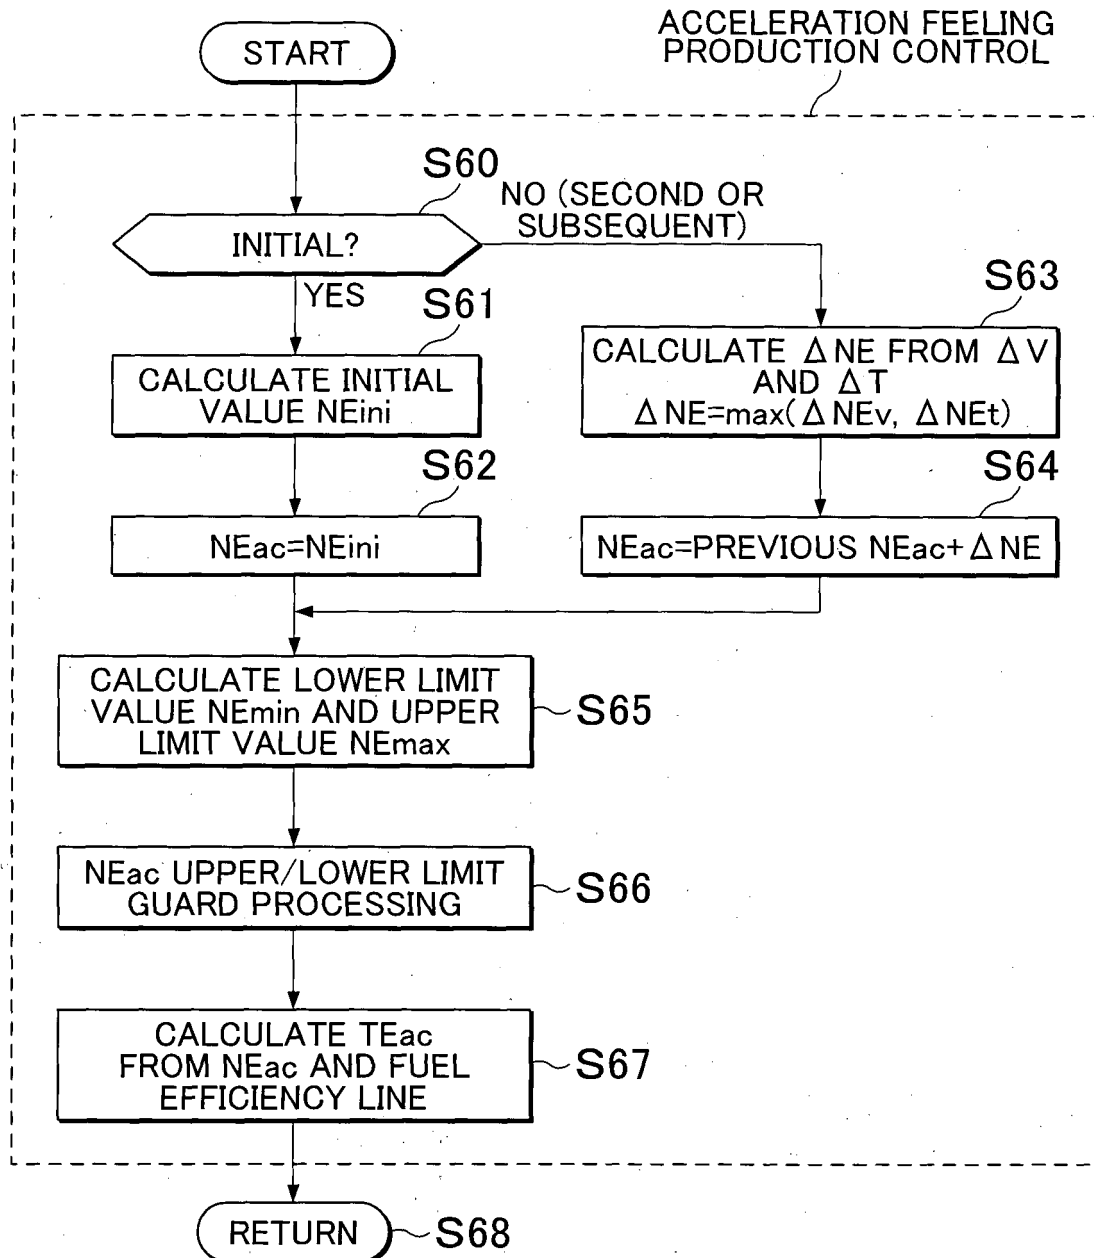 ACCELERATION FEELING
PRODUCTION CONTROL
START
S60
INITIAL?
NO (SECOND OR
SUBSEQUENT)
YES
S61
CALCULATE INITIAL
VALUE NEini
S62
NEac=NEini
S63
CALCULATE ΔNE FROM ΔV
AND ΔT
ΔNE=max(ΔNEv, ΔNEt)
S64
NEac=PREVIOUS NEac+ΔNE
CALCULATE LOWER LIMIT
VALUE NEmin AND UPPER
LIMIT VALUE NEmax
S65
NEac UPPER/LOWER LIMIT
GUARD PROCESSING
S66
CALCULATE TEac
FROM NEac AND FUEL
EFFICIENCY LINE
S67
RETURN
S68